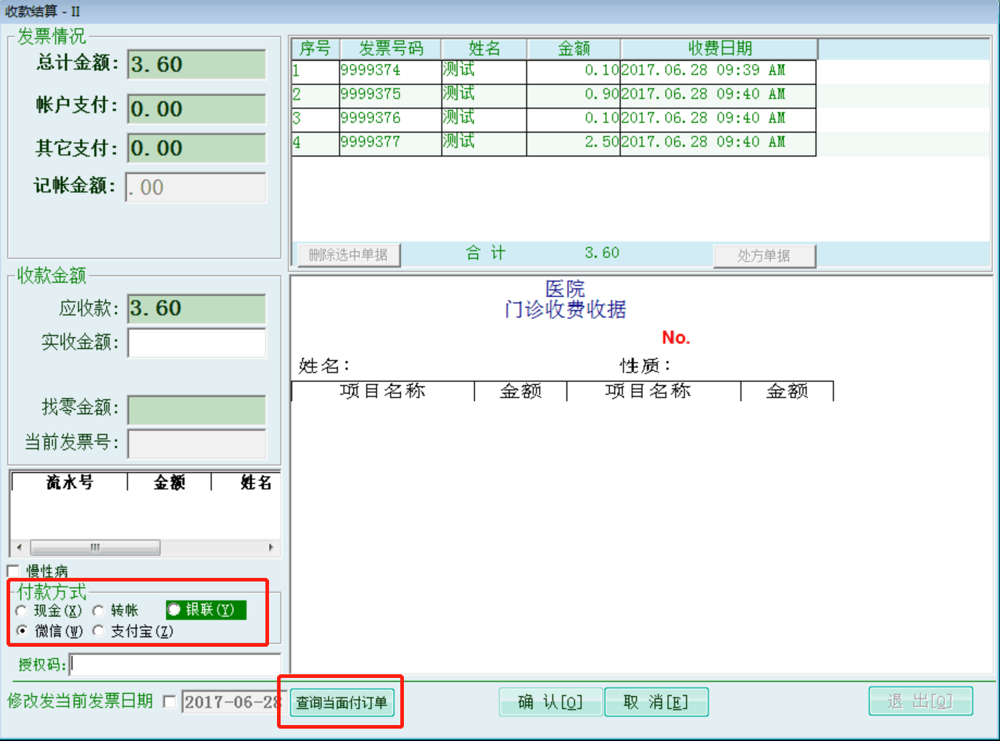 收款结算 - II
发票情况
总计金额: 3.60
帐户支付: 0.00
其它支付: 0.00
记帐金额: .00
序号 发票号码 姓名 金额 收费日期
1 9999374 测试 0.10 2017.06.28 09:39 AM
2 9999375 测试 0.90 2017.06.28 09:40 AM
3 9999376 测试 0.10 2017.06.28 09:40 AM
4 9999377 测试 2.50 2017.06.28 09:40 AM
删除选中单据 合 计 3.60 处方单据
收款金额
应收款: 3.60
实收金额:
找零金额:
当前发票号:
流水号 金额 姓名
医院
门诊收费收据
No.
姓名: 性质:
项目名称 金额 项目名称 金额
慢性病
付款方式
现金(X) 转帐 银联(Y)
微信(W) 支付宝(Z)
授权码:
修改发当前发票日期 2017-06-28 查询当面付订单 确 认[O] 取 消[E] 退 出[Q]